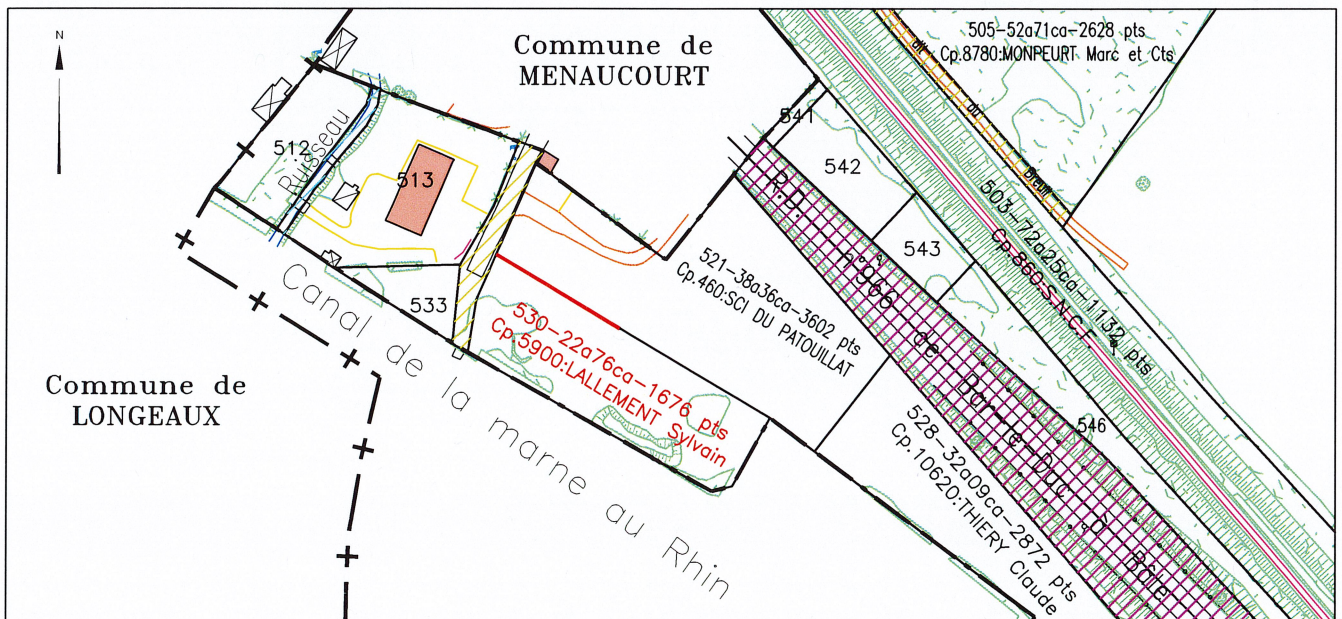 N
Commune de
MENAUCOURT
505-52a71ca-2628 pts
Cp.8780:MONPEURT Marc et Cts
dit
du
Breuil
541
542
543
546
512
Ruisseau
513
533
503-72a25ca-1132 pts
Cp.860:S.N.C.F.
R.D. n°966 de Bar-le-Duc à Bâle
521-38a36ca-3602 pts
Cp.460:SCI DU PATOUILLAT
530-22a76ca-1676 pts
Cp.5900:LALLEMENT Sylvain
528-32a09ca-2872 pts
Cp.10620:THIERY Claude
Canal de la marne au Rhin
Commune de
LONGEAUX